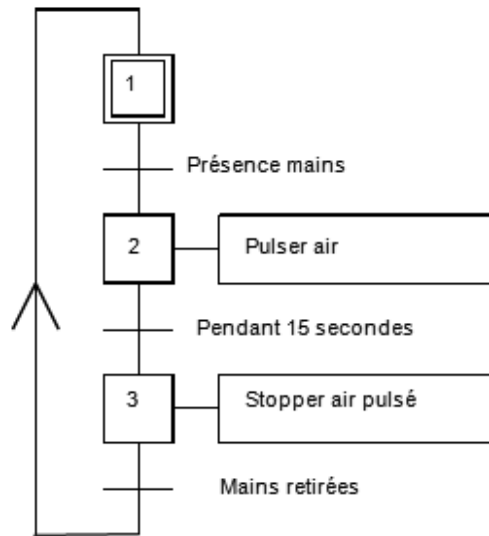 1
Présence mains
2
Pulser air
Pendant 15 secondes
3
Stopper air pulsé
Mains retirées